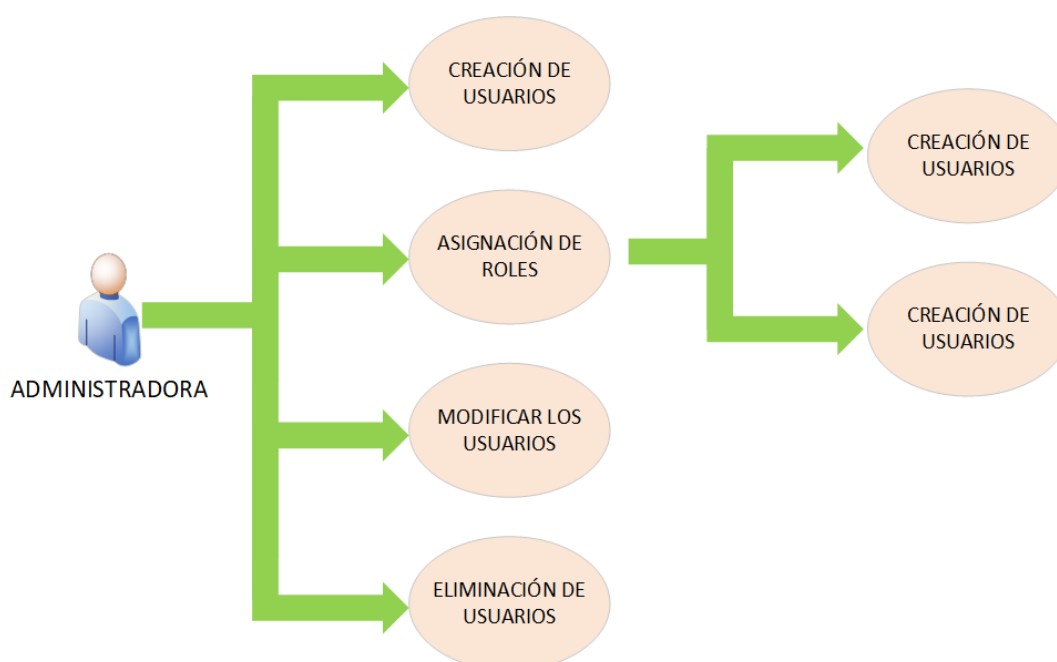 CREACIÓN DE
USUARIOS
CREACIÓN DE
USUARIOS
ASIGNACIÓN DE
ROLES
CREACIÓN DE
USUARIOS
ADMINISTRADORA
MODIFICAR LOS
USUARIOS
ELIMINACIÓN DE
USUARIOS